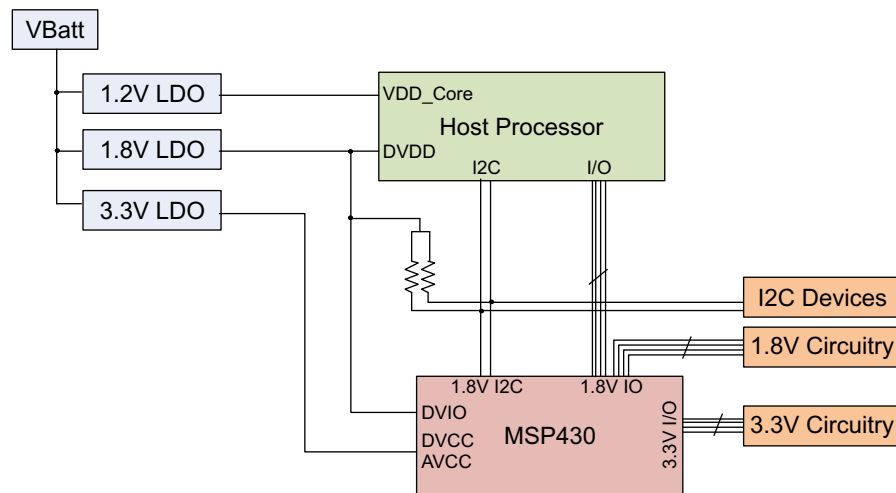 VBatt
1.2V LDO
1.8V LDO
3.3V LDO
VDD_Core
Host Processor
DVDD
I2C
I/O
I2C Devices
1.8V Circuitry
3.3V Circuitry
1.8V I2C
1.8V IO
DVIO
DVCC
AVCC
MSP430
3.3V I/O